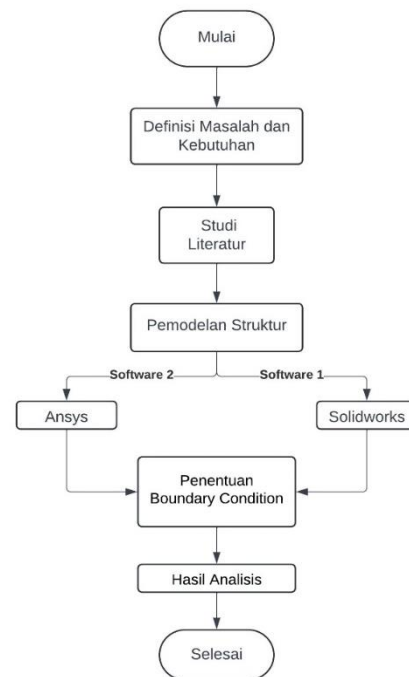 Mulai
Definisi Masalah dan
Kebutuhan
Studi
Literatur
Pemodelan Struktur
Software 2
Software 1
Ansys
Solidworks
Penentuan
Boundary Condition
Hasil Analisis
Selesai